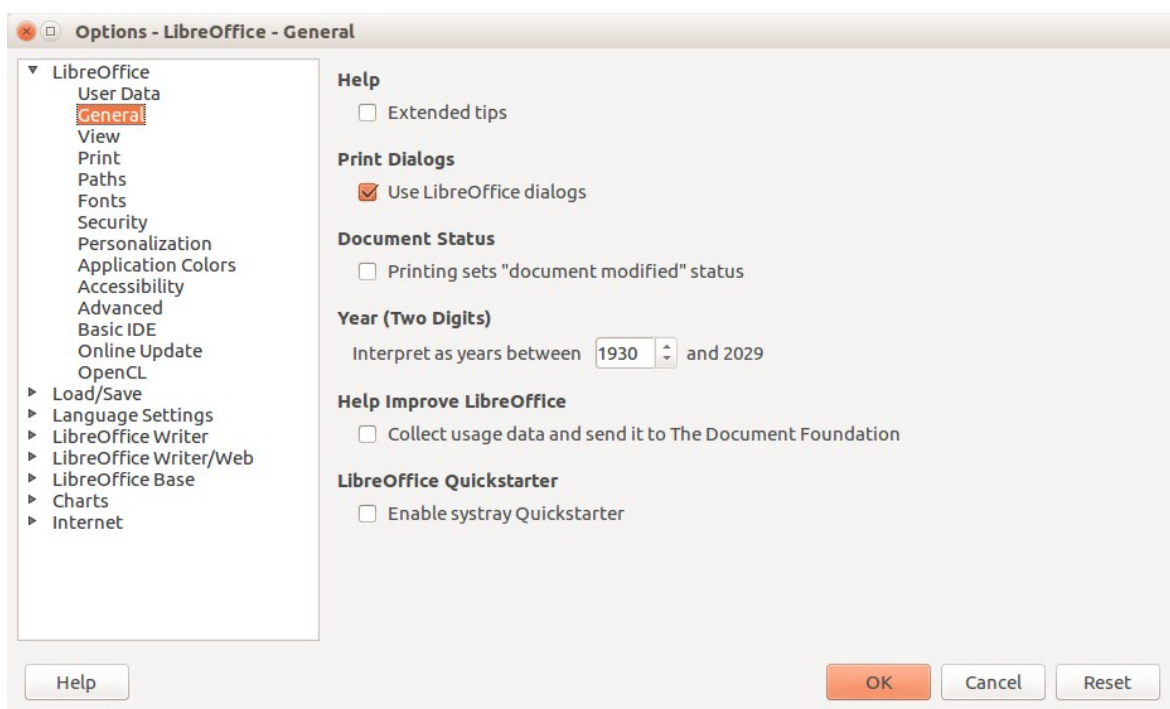 Options - LibreOffice - General
LibreOffice
User Data
General
View
Print
Paths
Fonts
Security
Personalization
Application Colors
Accessibility
Advanced
Basic IDE
Online Update
OpenCL
Load/Save
Language Settings
LibreOffice Writer
LibreOffice Writer/Web
LibreOffice Base
Charts
Internet
Help
Extended tips
Print Dialogs
Use LibreOffice dialogs
Document Status
Printing sets "document modified" status
Year (Two Digits)
Interpret as years between 1930 and 2029
Help Improve LibreOffice
Collect usage data and send it to The Document Foundation
LibreOffice Quickstarter
Enable systray Quickstarter
Help OK Cancel Reset